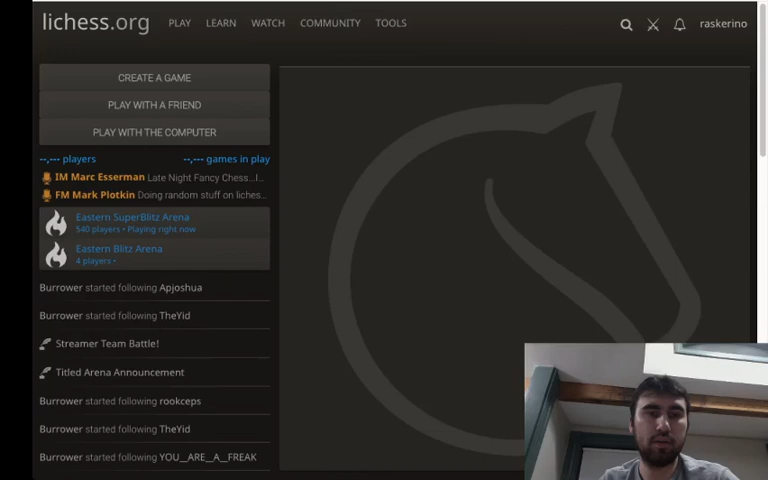 lichess.org PLAY LEARN WATCH COMMUNITY TOOLS raskerino
CREATE A GAME
PLAY WITH A FRIEND
PLAY WITH THE COMPUTER
--,--- players --,--- games in play
IM Marc Esserman Late Night Fancy Chess...I...
FM Mark Plotkin Doing random stuff on liches...
Eastern SuperBlitz Arena
540 players • Playing right now
Eastern Blitz Arena
4 players •
Burrower started following Apjoshua
Burrower started following TheYid
Streamer Team Battle!
Titled Arena Announcement
Burrower started following rookceps
Burrower started following TheYid
Burrower started following YOU__ARE__A__FREAK